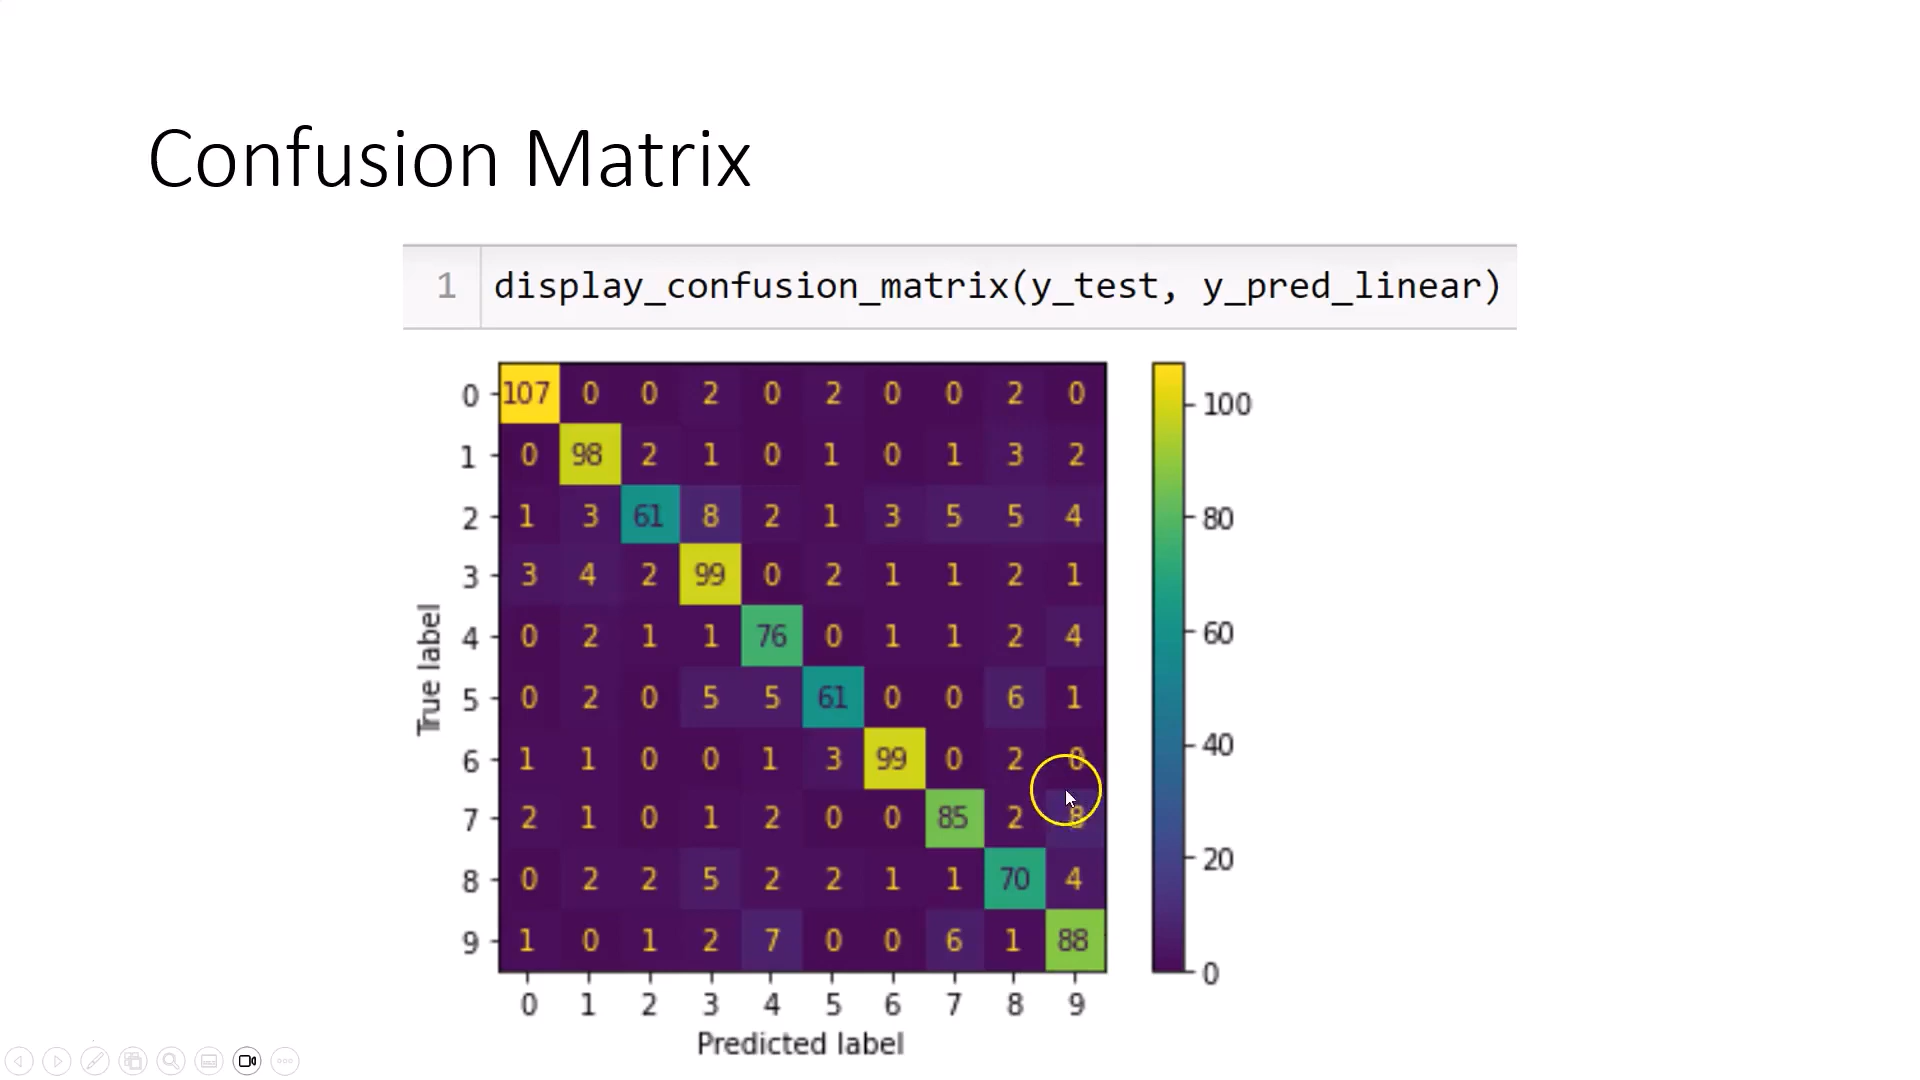 Confusion Matrix
1 display_confusion_matrix(y_test, y_pred_linear)
0 107 0 0 2 0 2 0 0 2 0
1 0 98 2 1 0 1 0 1 3 2
2 1 3 61 8 2 1 3 5 5 4
3 3 4 2 99 0 2 1 1 2 1
4 0 2 1 1 76 0 1 1 2 4
5 0 2 0 5 5 61 0 0 6 1
6 1 1 0 0 1 3 99 0 2 0
7 2 1 0 1 2 0 0 85 2 8
8 0 2 2 5 2 2 1 1 70 4
9 1 0 1 2 7 0 0 6 1 88
0 1 2 3 4 5 6 7 8 9
Predicted label
True label
100
80
60
40
20
0